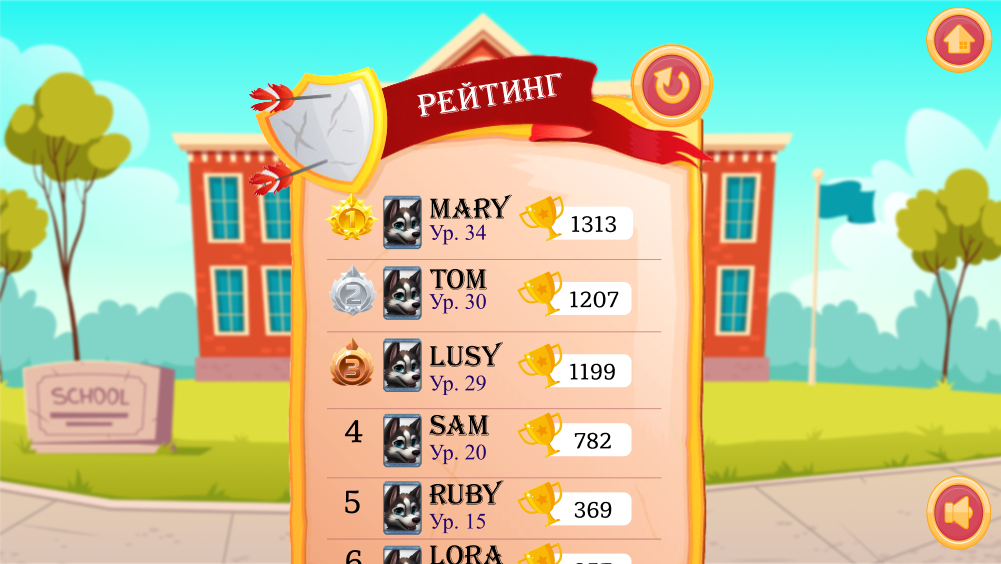 РЕЙТИНГ
1
MARY
Ур. 34
1313
2
TOM
Ур. 30
1207
3
LUSY
Ур. 29
1199
4
SAM
Ур. 20
782
5
RUBY
Ур. 15
369
6
LORA
SCHOOL